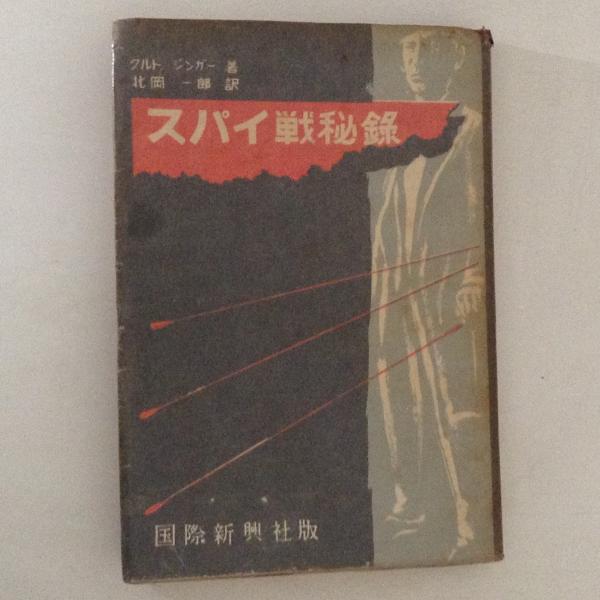 クルト ジンガー 著
北岡 一郎 訳
スパイ戦秘録
国際新興社版